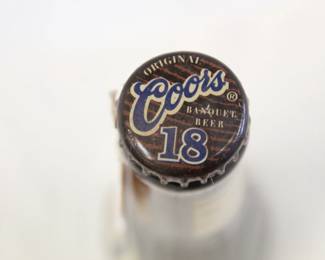 ORIGINAL
Coors®
BANQUET
BEER
18